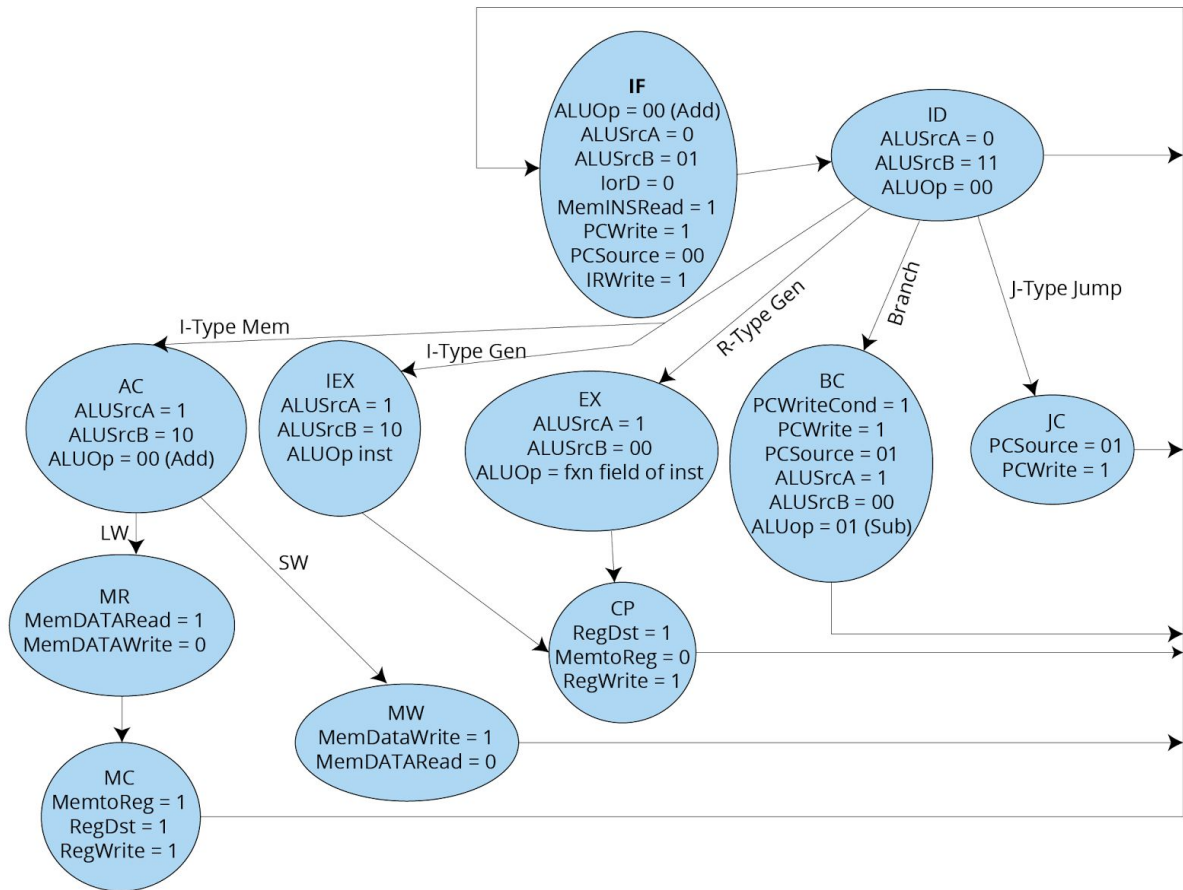 IF
ALUOp = 00 (Add)
ALUSrcA = 0
ALUSrcB = 01
IorD = 0
MemINSRead = 1
PCWrite = 1
PCSource = 00
IRWrite = 1
ID
ALUSrcA = 0
ALUSrcB = 11
ALUOp = 00
I-Type Mem
I-Type Gen
R-Type Gen
Branch
J-Type Jump
AC
ALUSrcA = 1
ALUSrcB = 10
ALUOp = 00 (Add)
IEX
ALUSrcA = 1
ALUSrcB = 10
ALUOp inst
EX
ALUSrcA = 1
ALUSrcB = 00
ALUOp = fxn field of inst
BC
PCWriteCond = 1
PCWrite = 1
PCSource = 01
ALUSrcA = 1
ALUSrcB = 00
ALUop = 01 (Sub)
JC
PCSource = 01
PCWrite = 1
LW
SW
MR
MemDATARead = 1
MemDATAWrite = 0
CP
RegDst = 1
MemtoReg = 0
RegWrite = 1
MW
MemDataWrite = 1
MemDATARead = 0
MC
MemtoReg = 1
RegDst = 1
RegWrite = 1